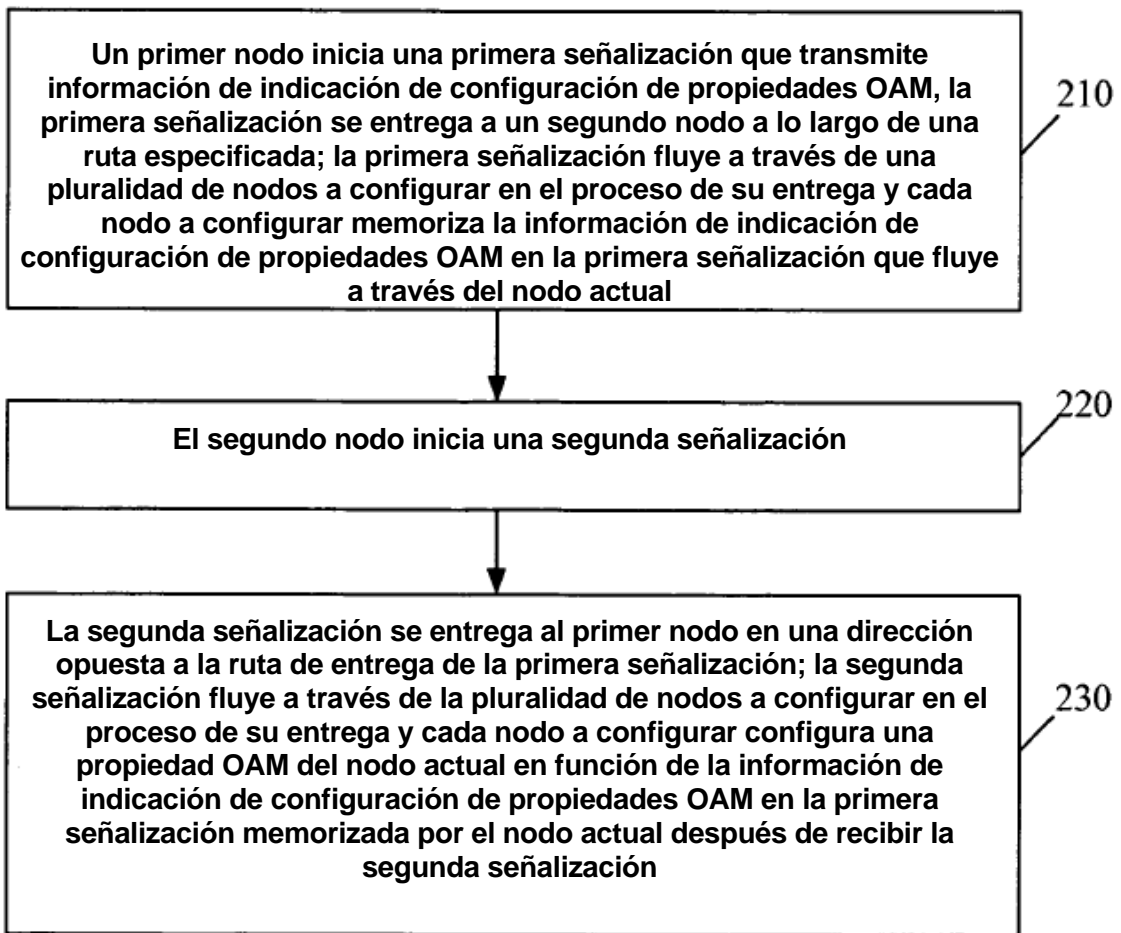 Un primer nodo inicia una primera señalización que transmite
información de indicación de configuración de propiedades OAM, la
primera señalización se entrega a un segundo nodo a lo largo de una
ruta especificada; la primera señalización fluye a través de una
pluralidad de nodos a configurar en el proceso de su entrega y cada
nodo a configurar memoriza la información de indicación de
configuración de propiedades OAM en la primera señalización que fluye
a través del nodo actual
210
El segundo nodo inicia una segunda señalización
220
La segunda señalización se entrega al primer nodo en una dirección
opuesta a la ruta de entrega de la primera señalización; la segunda
señalización fluye a través de la pluralidad de nodos a configurar en el
proceso de su entrega y cada nodo a configurar configura una
propiedad OAM del nodo actual en función de la información de
indicación de configuración de propiedades OAM en la primera
señalización memorizada por el nodo actual después de recibir la
segunda señalización
230